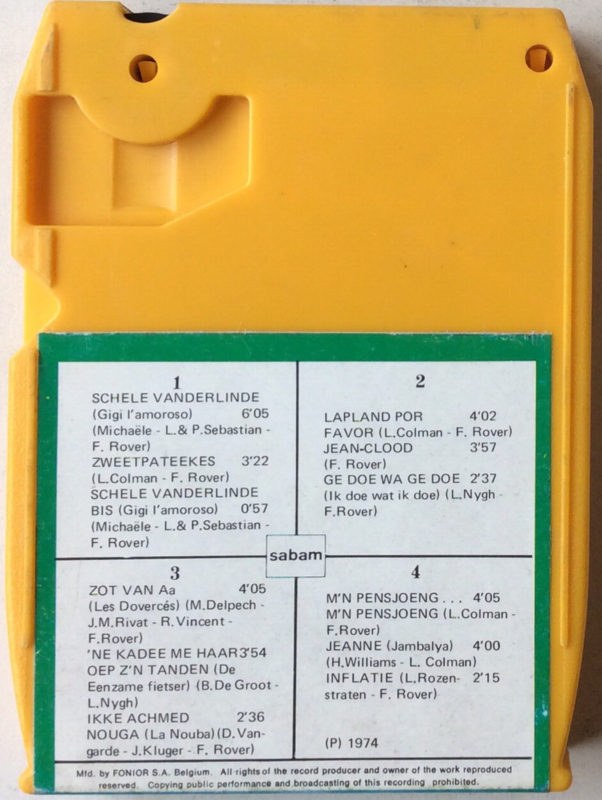 1
SCHELE VANDERLINDE
(Gigi l'amoroso) 6'05
(Michaële - L.& P.Sebastian -
F. Rover)
ZWEETPATEEKES 3'22
(L.Colman - F. Rover)
SCHELE VANDERLINDE
BIS (Gigi l'amoroso) 0'57
(Michaële - L.& P.Sebastian -
F. Rover)
2
LAPLAND POR 4'02
FAVOR (L.Colman - F. Rover)
JEAN-CLOOD 3'57
(F. Rover)
GE DOE WA GE DOE 2'37
(Ik doe wat ik doe) (L.Nygh -
F.Rover)
sabam
3
ZOT VAN Aa 4'05
(Les Dovercés) (M.Delpech -
J.M.Rivat - R.Vincent -
F.Rover)
'NE KADEE ME HAAR3'54
OEP Z'N TANDEN (De
Eenzame fietser) (B.De Groot -
L.Nygh)
IKKE ACHMED 2'36
NOUGA (La Nouba)(D.Van-
garde - J.Kluger - F. Rover)
4
M'N PENSJOENG . . . 4'05
M'N PENSJOENG (L.Colman -
F.Rover)
JEANNE (Jambalya) 4'00
(H.Williams - L. Colman)
INFLATIE (L,Rozen- 2'15
straten - F. Rover)
(P) 1974
Mfd. by FONIOR S.A. Belgium. All rights of the record producer and owner of the work reproduced
reserved. Copying public performance and broadcasting of this recording prohibited.